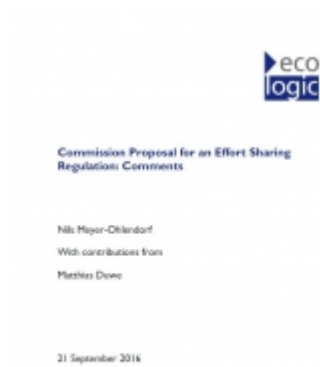 eco
logic
Commission Proposal for an Effort Sharing
Regulation: Comments
Nils Meyer-Ohlendorf
With contributions from
Matthias Duwe
21 September 2016